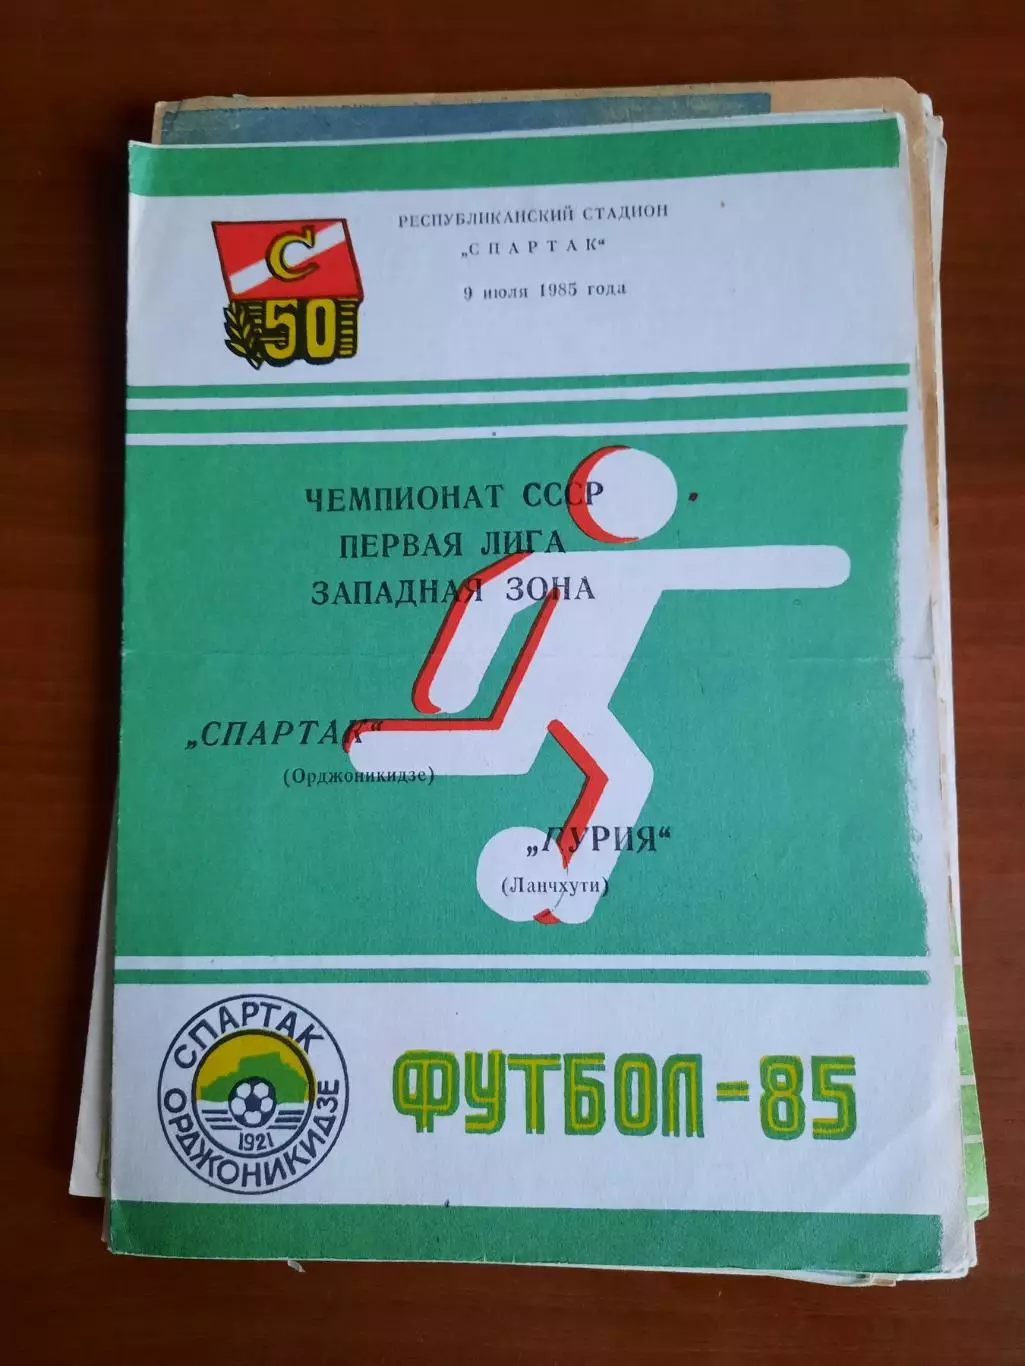 РЕСПУБЛИКАНСКИЙ СТАДИОН
„СПАРТАК“
9 июля 1985 года
С
50
ЧЕМПИОНАТ СССР
ПЕРВАЯ ЛИГА
ЗАПАДНАЯ ЗОНА
„СПАРТАК“
(Орджоникидзе)
„ГУРИЯ“
(Ланчхути)
СПАРТАК
1921
ОРДЖОНИКИДЗЕ
ФУТБОЛ-85